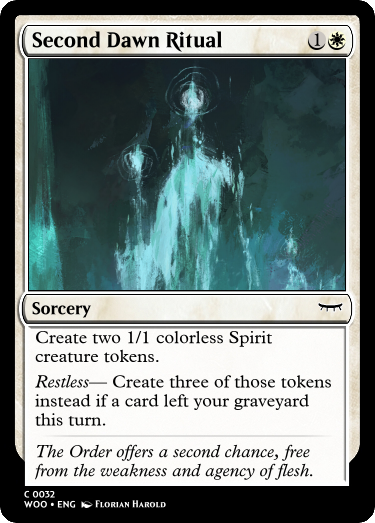 Second Dawn Ritual 1
Sorcery
Create two 1/1 colorless Spirit
creature tokens.
Restless— Create three of those tokens
instead if a card left your graveyard
this turn.
The Order offers a second chance, free
from the weakness and agency of flesh.
C 0032
WOO • ENG Florian Harold